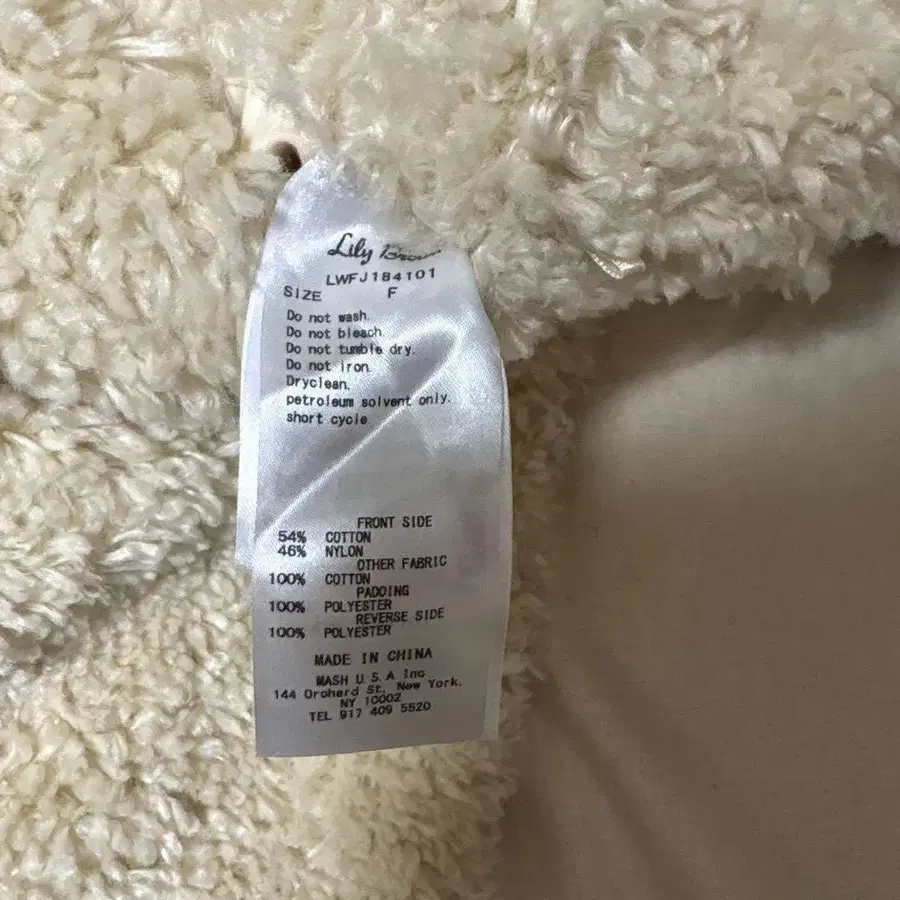 Lily Brown
LWFJ184101
SIZE F
Do not wash.
Do not bleach.
Do not tumble dry.
Do not iron.
Dryclean.
petroleum solvent only.
short cycle.
FRONT SIDE
54% COTTON
46% NYLON
OTHER FABRIC
100% COTTON
PADDING
100% POLYESTER
REVERSE SIDE
100% POLYESTER
MADE IN CHINA
MASH U.S.A Inc
144 Orcherd St, New York,
NY 10002
TEL 917 409 5520